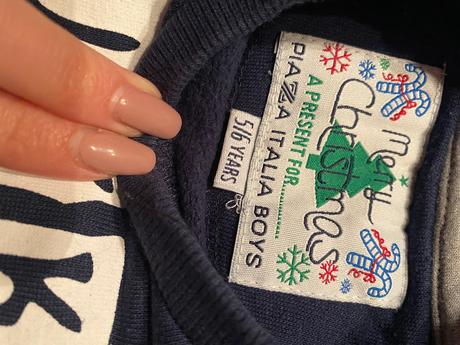 merry
Christmas
A PRESENT FOR............
PIAZZA ITALIA BOYS
5/6 YEARS